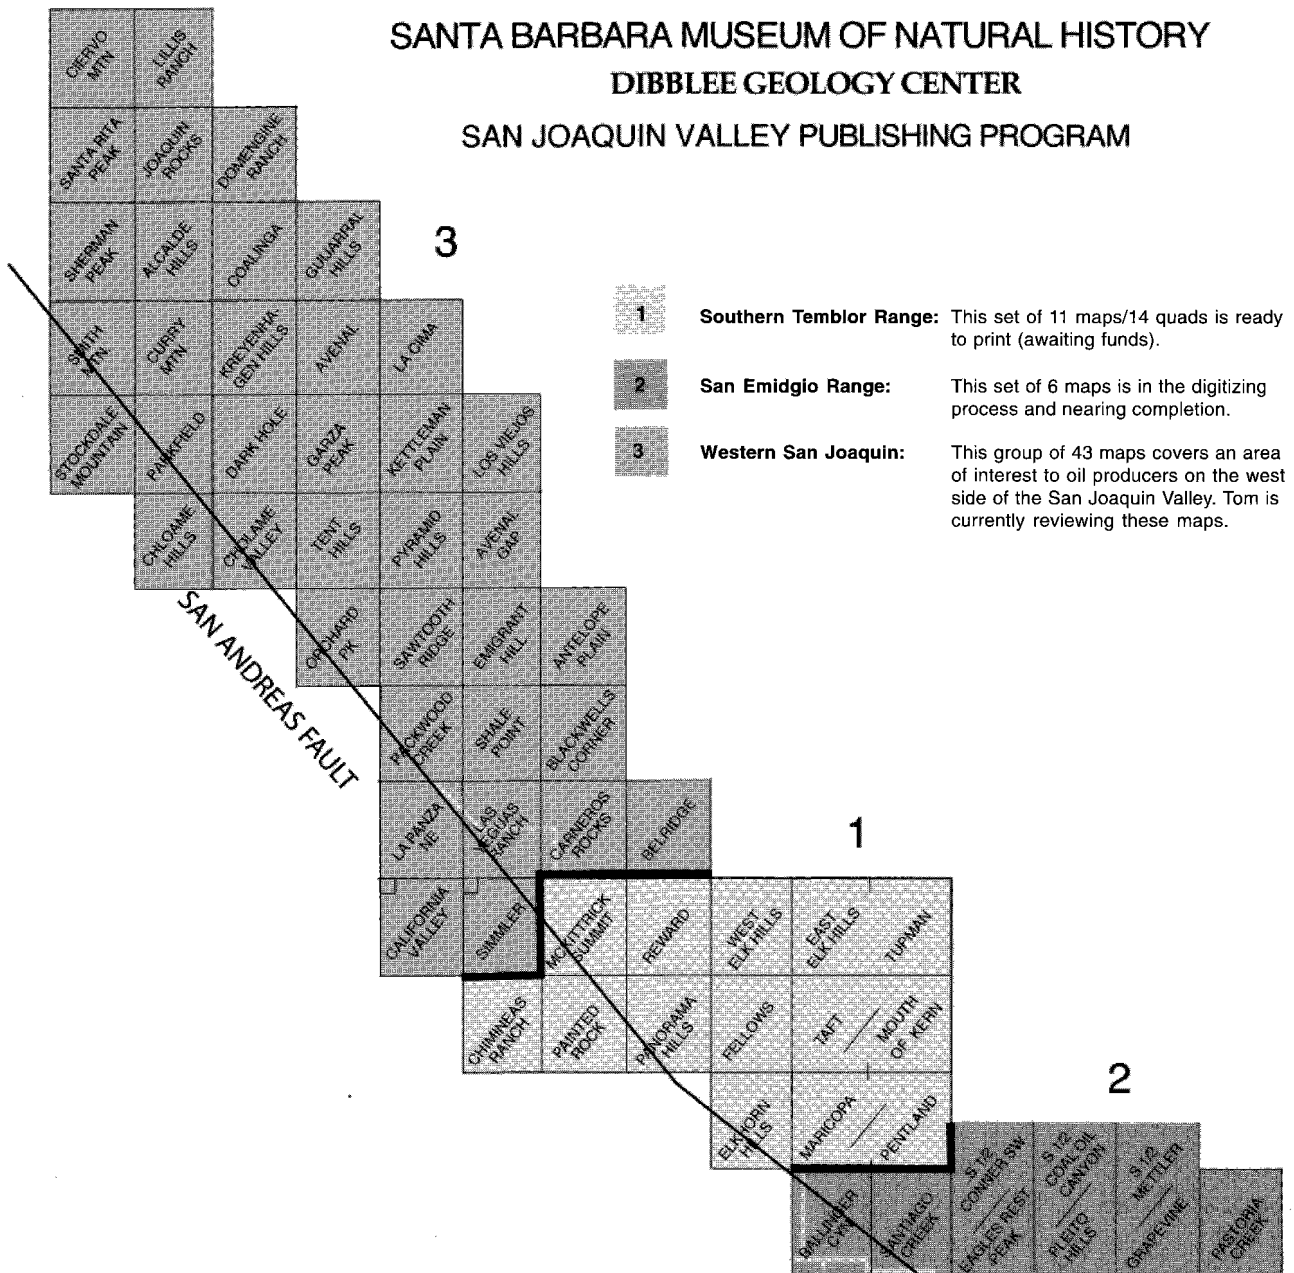 SANTA BARBARA MUSEUM OF NATURAL HISTORY
DIBBLEE GEOLOGY CENTER
SAN JOAQUIN VALLEY PUBLISHING PROGRAM
CIERVO
MTN
LILLIS
RANCH
SANTA RITA
PEAK
JOAQUIN
ROCKS
DOMENGINE
RANCH
SHERMAN
PEAK
ALCALDE
HILLS
COALINGA
GUIJARRAL
HILLS
3
SMITH
MTN
CURRY
MTN
KREYENHA-
GEN HILLS
AVENAL
LA CIMA
1
Southern Temblor Range: This set of 11 maps/14 quads is ready
to print (awaiting funds).
2
San Emidgio Range: This set of 6 maps is in the digitizing
process and nearing completion.
3
Western San Joaquin: This group of 43 maps covers an area
of interest to oil producers on the west
side of the San Joaquin Valley. Tom is
currently reviewing these maps.
STOCKDALE
MOUNTAIN
PARKFIELD
DARK HOLE
GARZA
PEAK
KETTLEMAN
PLAIN
LOS VIEJOS
HILLS
CHLOAME
HILLS
CHOLAME
VALLEY
TENT
HILLS
PYRAMID
HILLS
AVENAL
GAP
SAN ANDREAS FAULT
ORCHARD
PK
SAWTOOTH
RIDGE
EMIGRANT
HILL
ANTELOPE
PLAIN
PACKWOOD
CREEK
SHALE
POINT
BLACKWELLS
CORNER
LA PANZA
NE
LAS
YEGUAS
RANCH
CARNEROS
ROCKS
BELRIDGE
1
CALIFORNIA
VALLEY
SIMMLER
MCKITTRICK
SUMMIT
REWARD
WEST
ELK HILLS
EAST
ELK HILLS
TUPMAN
CHIMINEAS
RANCH
PAINTED
ROCK
PANORAMA
HILLS
FELLOWS
TAFT
MOUTH
OF KERN
ELKHORN
HILLS
MARICOPA
PENTLAND
2
BALLINGER
CYN
SANTIAGO
CREEK
S 1/2
CONNER SW
EAGLES REST
PEAK
S 1/2
COAL OIL
CANYON
PLEITO
HILLS
S 1/2
METTLER
GRAPEVINE
PASTORIA
CREEK